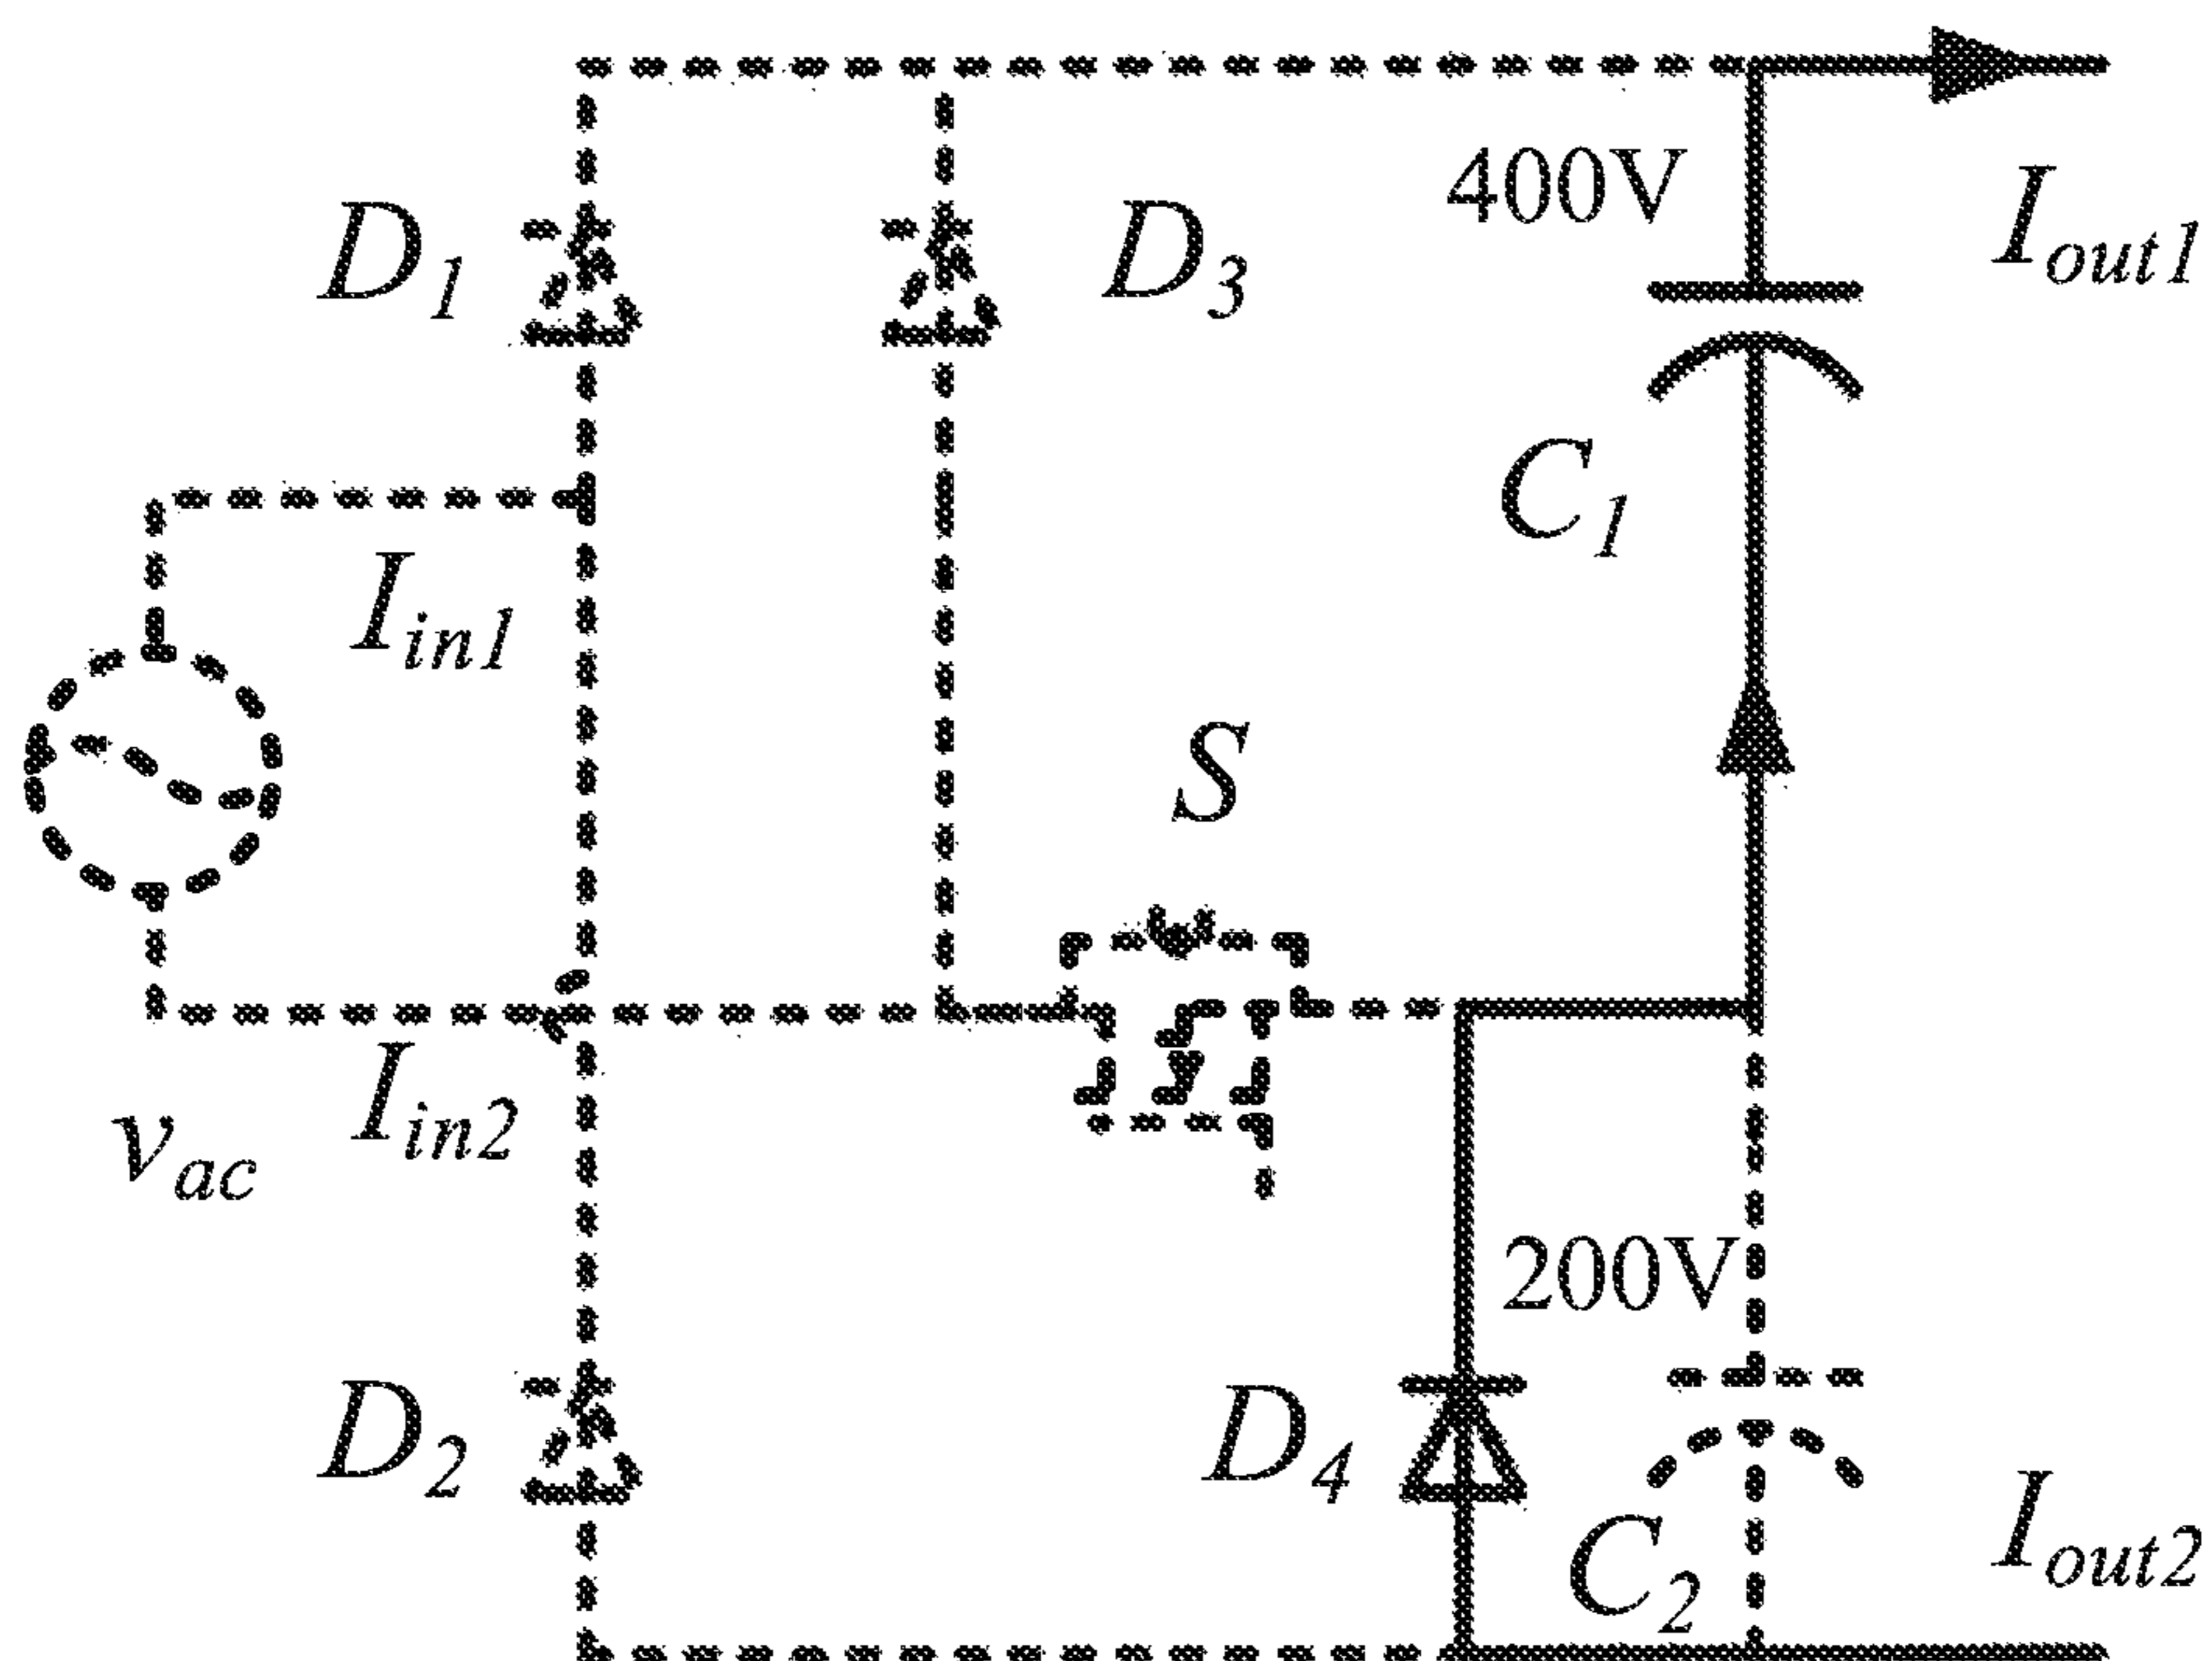 400V
D1
D3
Iout1
C1
Iin1
S
Iin2
vac
200V
D2
D4
C2
Iout2